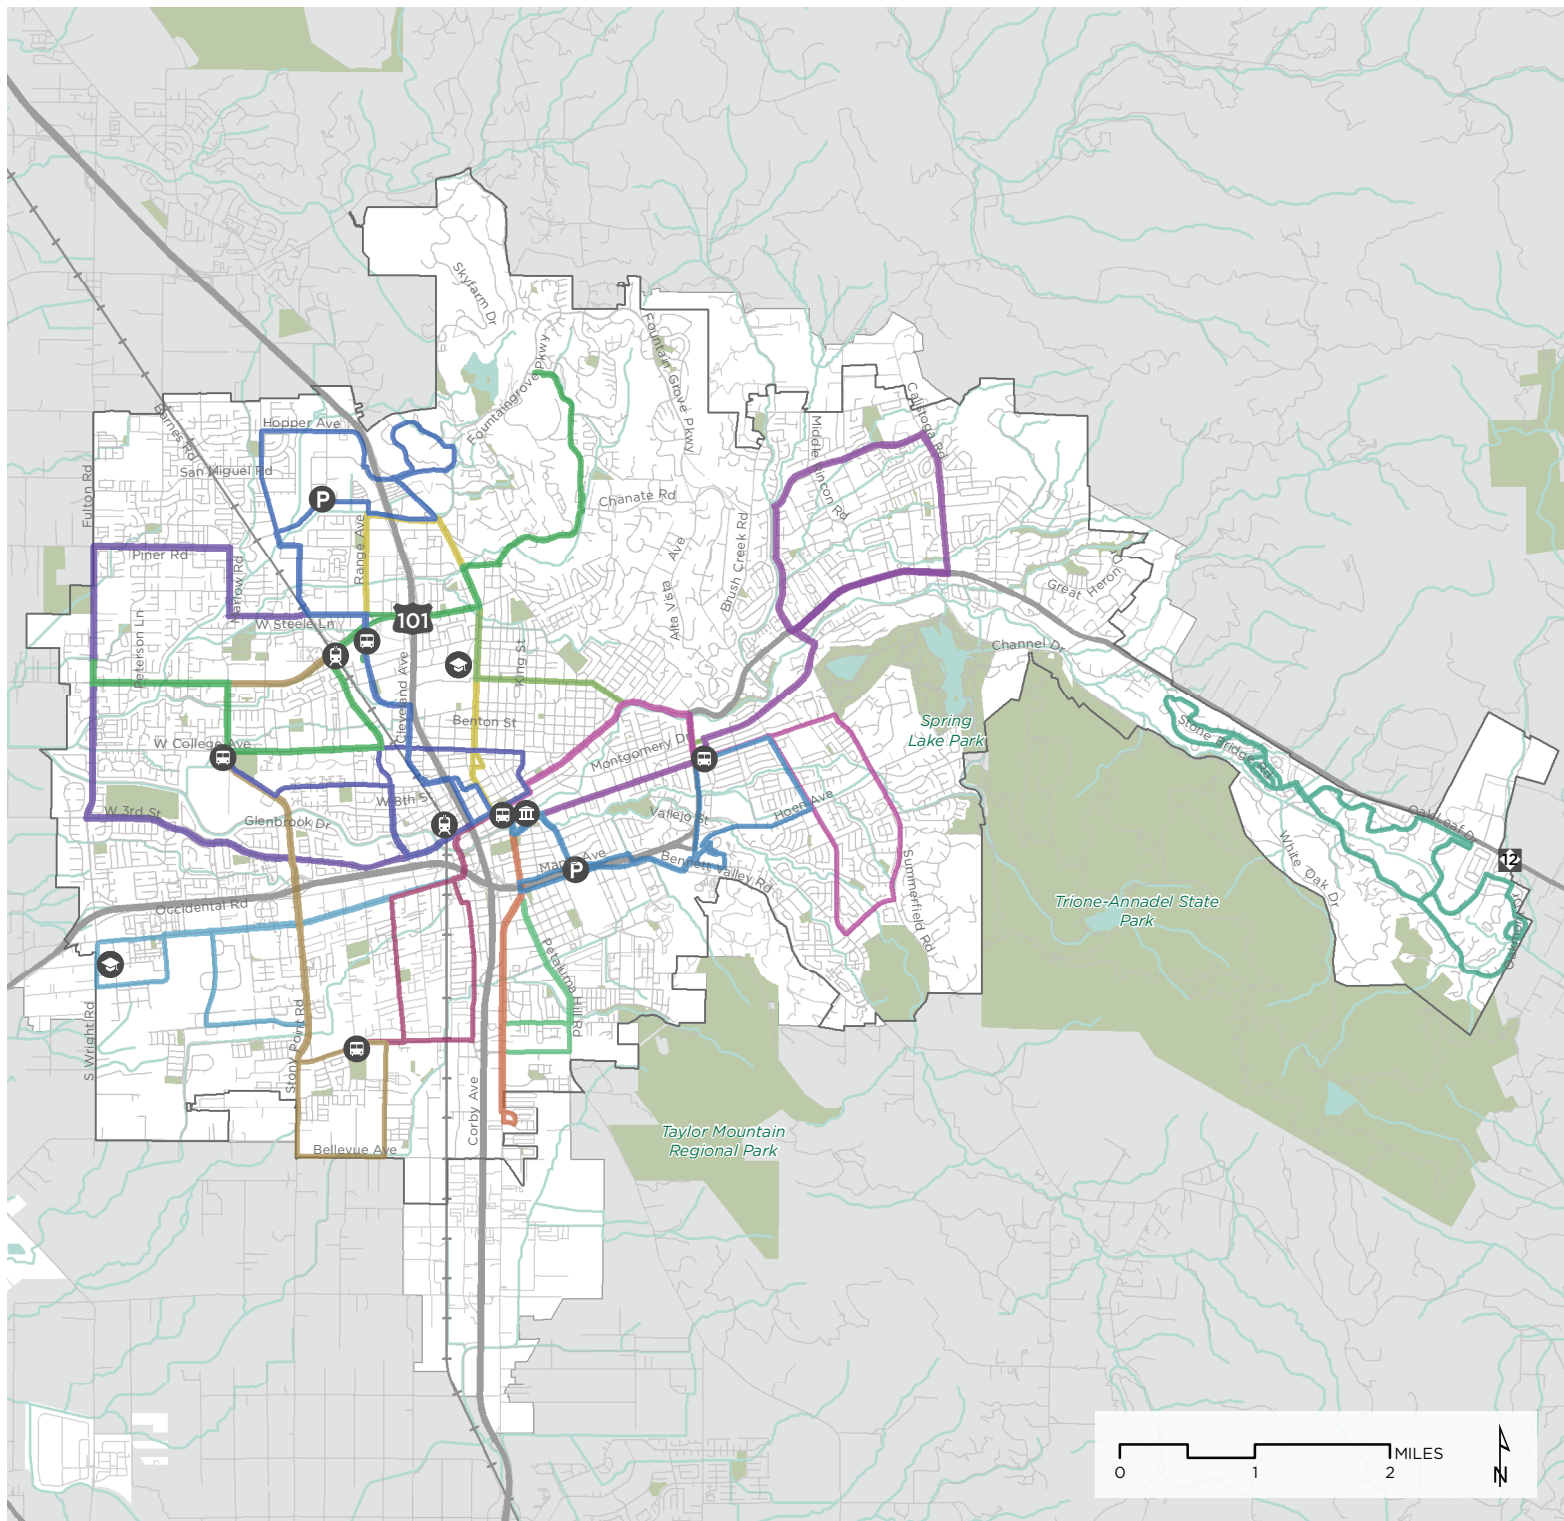 Skyfarm Dr
Fountaingrove Pkwy
Fountain Grove Pkwy
Calistoga Rd
Middle Rincon Rd
Barnes Rd
Hopper Ave
San Miguel Rd
Fulton Rd
P
Chanate Rd
Range Ave
Piner Rd
Marlow Rd
Brush Creek Rd
Alta Vista Ave
Great Heron Dr
Peterson Ln
W Steele Ln
101
King St
Channel Dr
Cleveland Ave
Benton St
Spring
Lake Park
Stone Bridge Rd
W College Ave
Montgomery Dr
W 3rd St
W 8th St
Glenbrook Dr
Vallejo St
Hoen Ave
Oakleaf Dr
12
White Oak Dr
P
Bennett Valley Rd
Summerfield Rd
Occidental Rd
Trione-Annadel State
Park
Petaluma Hill Rd
S Wright Rd
Stony Point Rd
Corby Ave
Bellevue Ave
Taylor Mountain
Regional Park
MILES
0 1 2
N